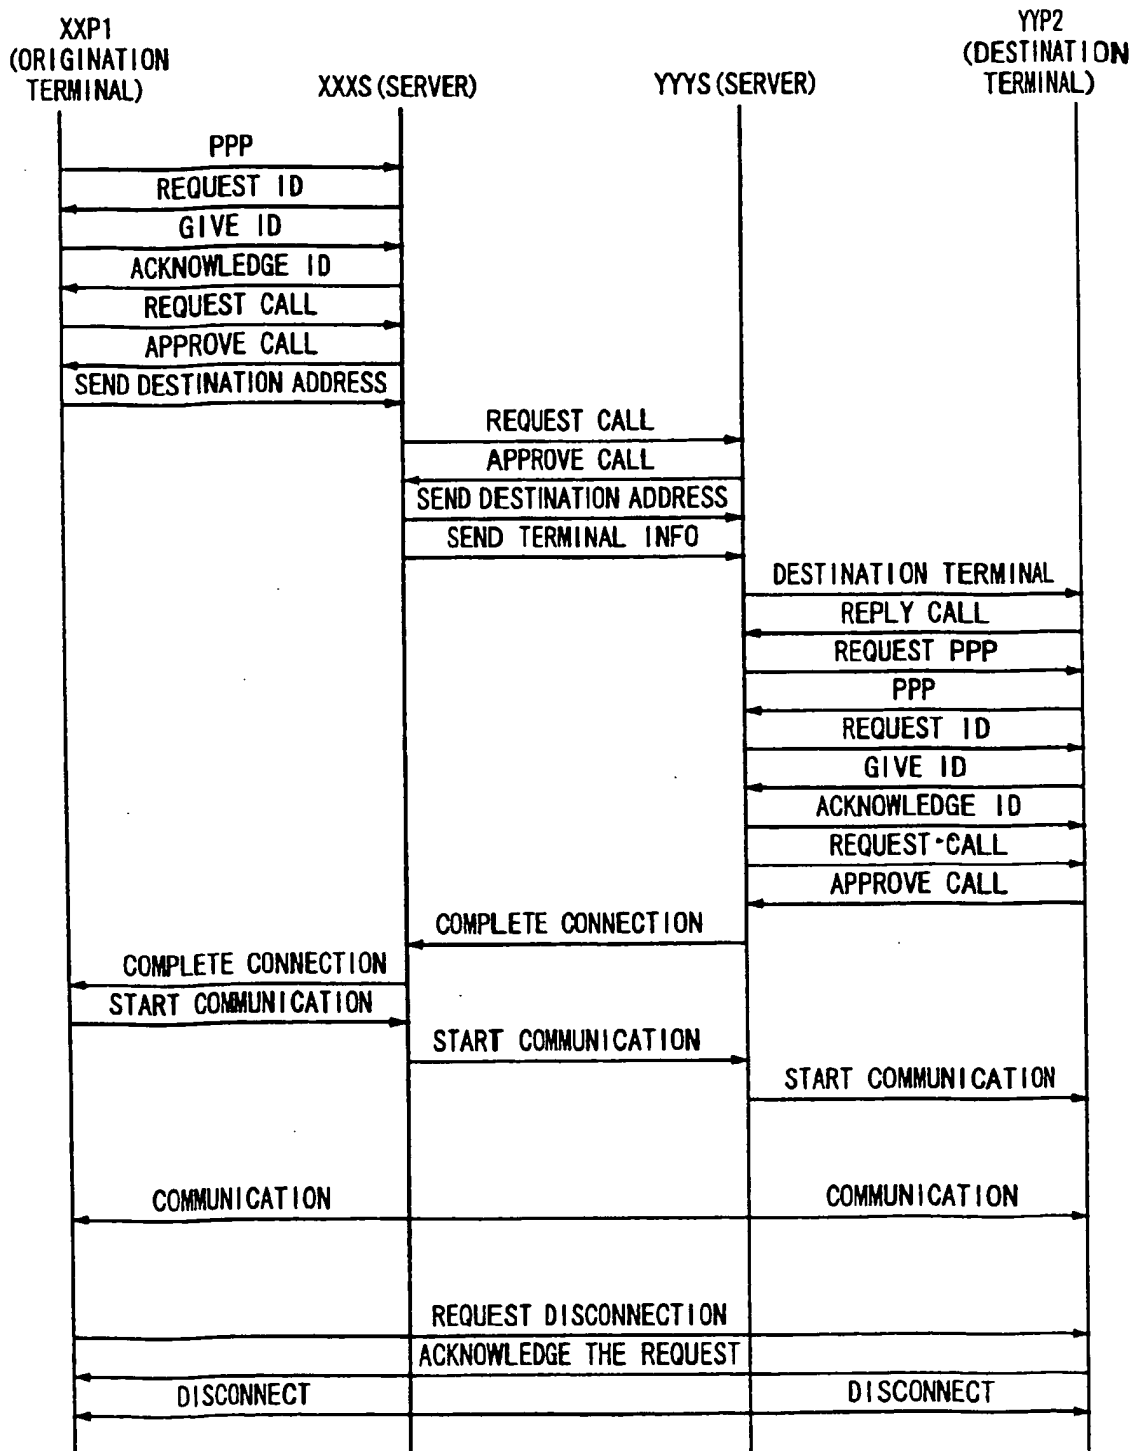 XXP1
(ORIGINATION
TERMINAL)
XXXS(SERVER)
YYYS(SERVER)
YYP2
(DESTINATION
TERMINAL)
PPP
REQUEST ID
GIVE ID
ACKNOWLEDGE ID
REQUEST CALL
APPROVE CALL
SEND DESTINATION ADDRESS
REQUEST CALL
APPROVE CALL
SEND DESTINATION ADDRESS
SEND TERMINAL INFO
DESTINATION TERMINAL
REPLY CALL
REQUEST PPP
PPP
REQUEST ID
GIVE ID
ACKNOWLEDGE ID
REQUEST CALL
APPROVE CALL
COMPLETE CONNECTION
COMPLETE CONNECTION
START COMMUNICATION
START COMMUNICATION
START COMMUNICATION
COMMUNICATION
COMMUNICATION
REQUEST DISCONNECTION
ACKNOWLEDGE THE REQUEST
DISCONNECT
DISCONNECT